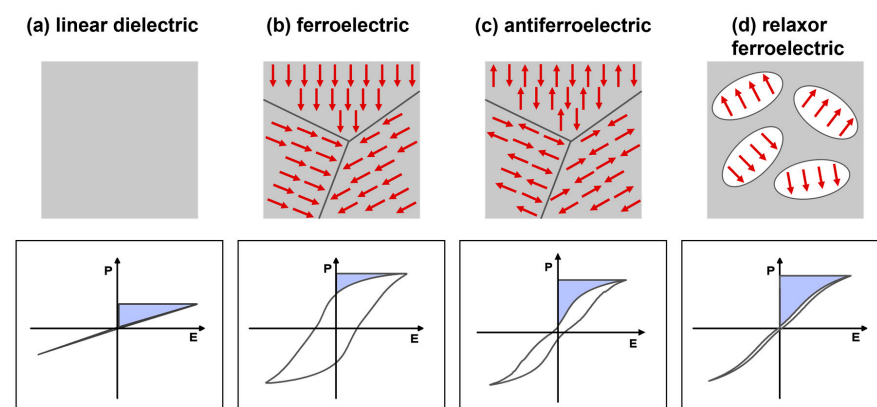 (a) linear dielectric
(b) ferroelectric
(c) antiferroelectric
(d) relaxor
ferroelectric
P
E
P
E
P
E
P
E